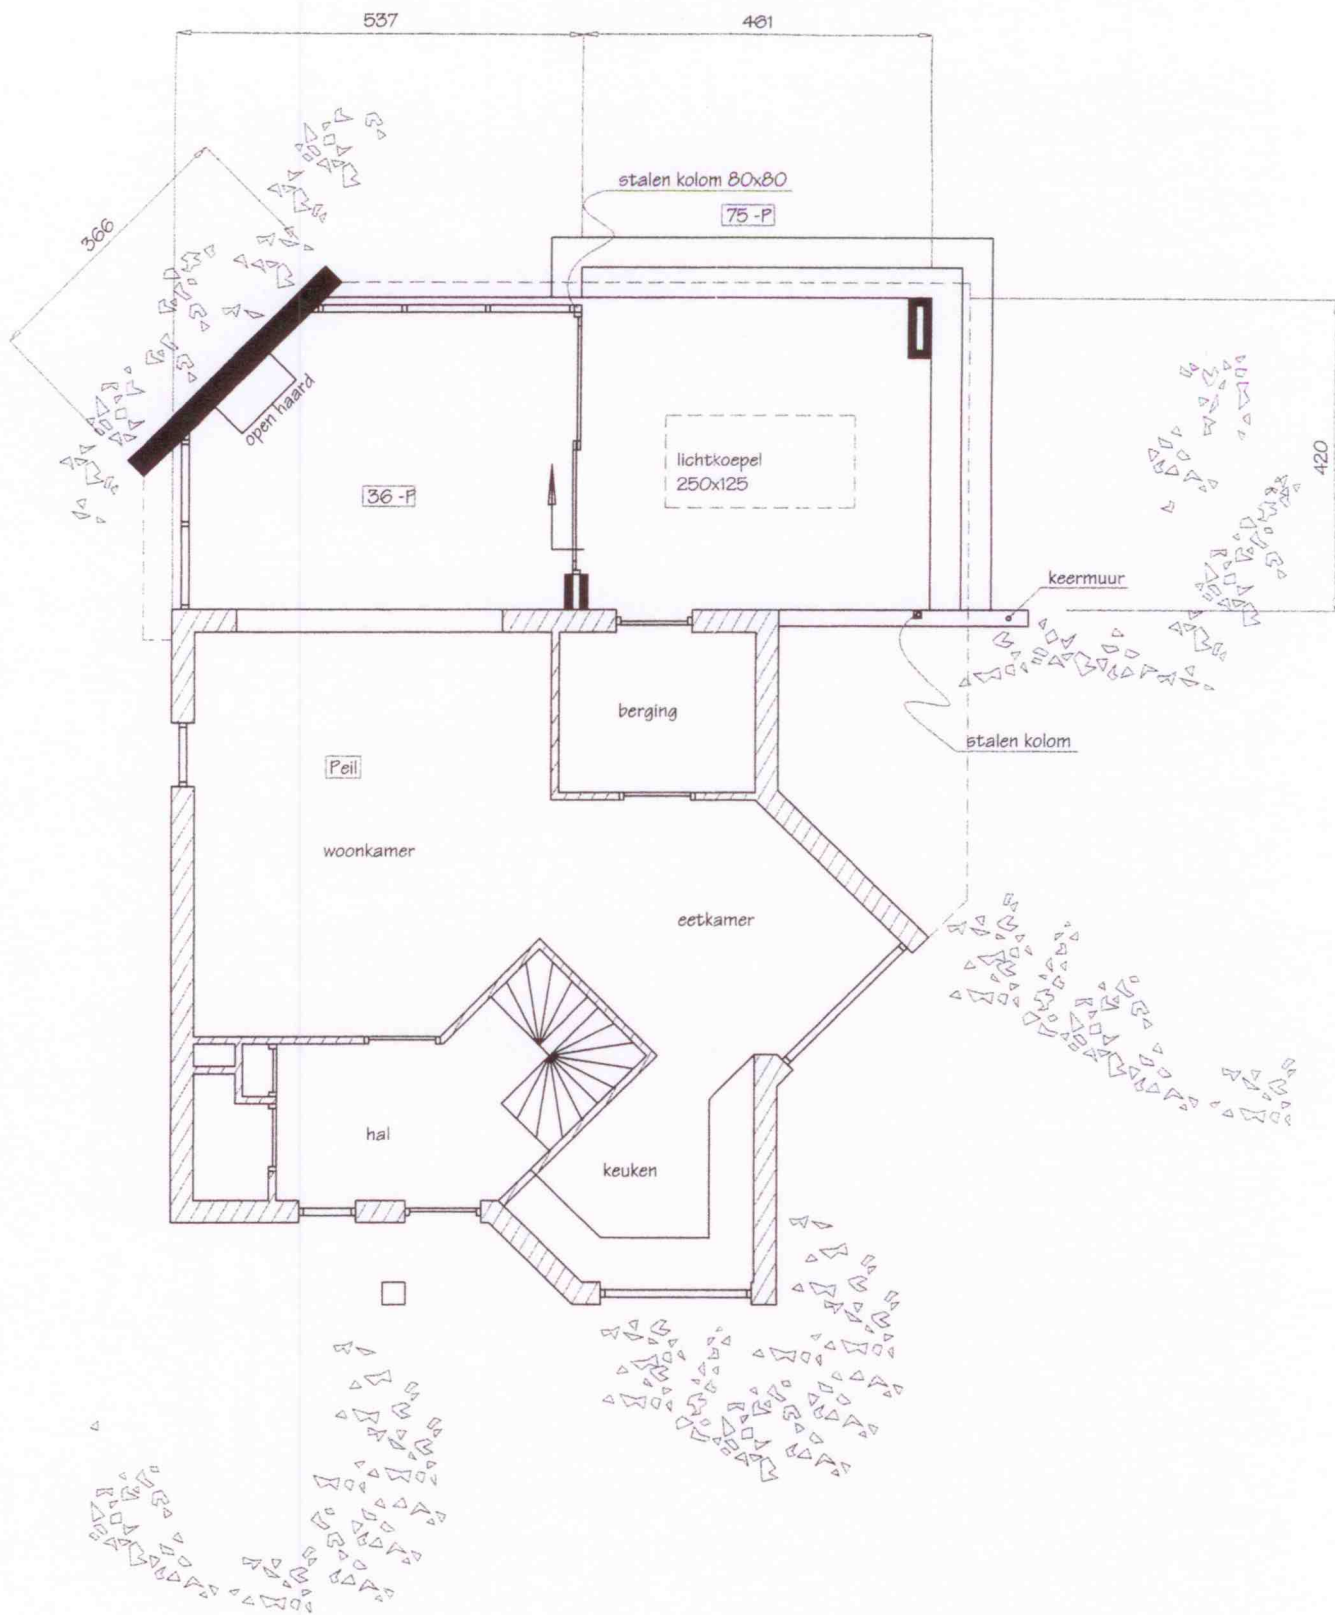 537
461
stalen kolom 80x80
75 -P
366
open haard
36 -P
lichtkoepel
250x125
420
keermuur
berging
stalen kolom
Peil
woonkamer
eetkamer
hal
keuken